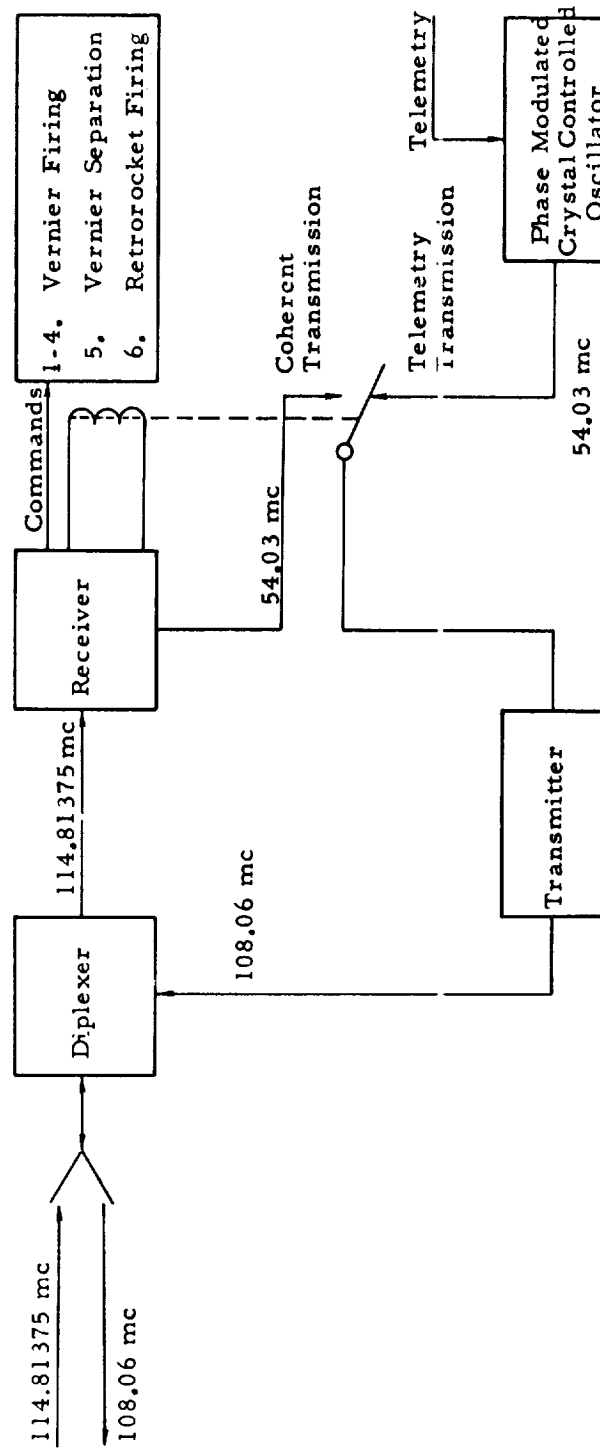 114.81375 mc
108.06 mc
Diplexer
114.81375 mc
Receiver
Commands
1-4. Vernier Firing
5. Vernier Separation
6. Retrorocket Firing
54.03 mc
Coherent
Transmission
108.06 mc
Telemetry
Transmission
Telemetry
Transmitter
54.03 mc
Phase Modulated
Crystal Controlled
Oscillator